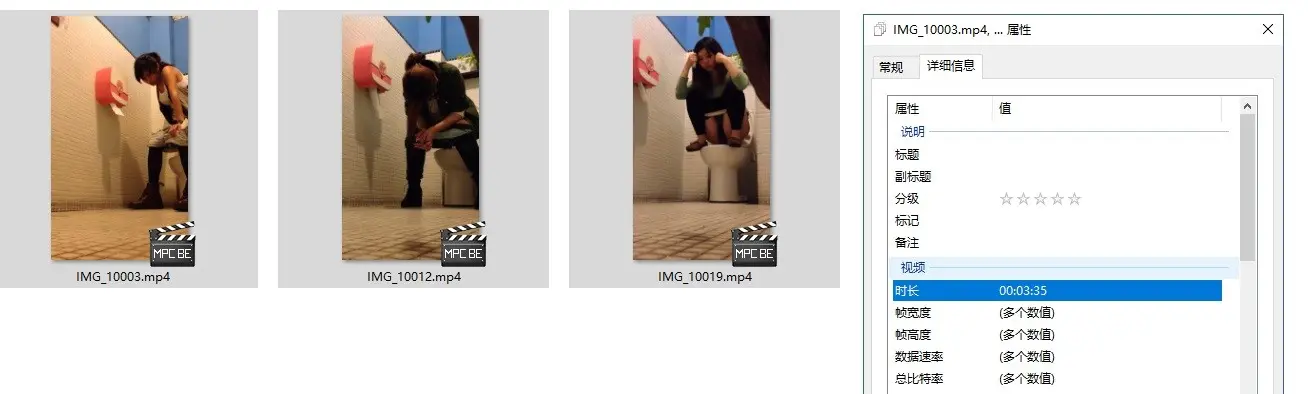 IMG_10003.mp4, ... 属性
常规
详细信息
属性
值
说明
标题
副标题
分级
标记
备注
视频
时长
00:03:35
帧宽度
(多个数值)
帧高度
(多个数值)
数据速率
(多个数值)
总比特率
(多个数值)
MPC BE
IMG_10003.mp4
MPC BE
IMG_10012.mp4
MPC BE
IMG_10019.mp4